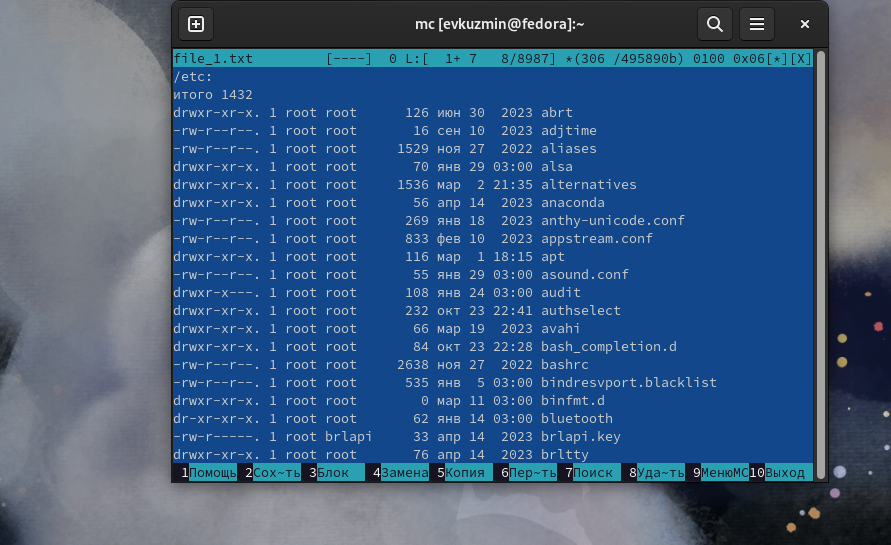 mc [evkuzmin@fedora]:~
file_1.txt         [----]  0 L:[  1+ 7   8/8987] *(306 /495890b) 0100 0x06[*][X]
/etc:
итого 1432
drwxr-xr-x. 1 root root      126 июн 30  2023 abrt
-rw-r--r--. 1 root root       16 сен 10  2023 adjtime
-rw-r--r--. 1 root root     1529 ноя 27  2022 aliases
drwxr-xr-x. 1 root root       70 янв 29 03:00 alsa
drwxr-xr-x. 1 root root     1536 мар  2 21:35 alternatives
drwxr-xr-x. 1 root root       56 апр 14  2023 anaconda
-rw-r--r--. 1 root root      269 янв 18  2023 anthy-unicode.conf
-rw-r--r--. 1 root root      833 фев 10  2023 appstream.conf
drwxr-xr-x. 1 root root      116 мар  1 18:15 apt
-rw-r--r--. 1 root root       55 янв 29 03:00 asound.conf
drwxr-x---. 1 root root      108 янв 24 03:00 audit
drwxr-xr-x. 1 root root      232 окт 23 22:41 authselect
drwxr-xr-x. 1 root root       66 мар 19  2023 avahi
drwxr-xr-x. 1 root root       84 окт 23 22:28 bash_completion.d
-rw-r--r--. 1 root root     2638 ноя 27  2022 bashrc
-rw-r--r--. 1 root root      535 янв  5 03:00 bindresvport.blacklist
drwxr-xr-x. 1 root root        0 мар 11 03:00 binfmt.d
dr-xr-xr-x. 1 root root       62 янв 14 03:00 bluetooth
-rw-r-----. 1 root brlapi     33 апр 14  2023 brlapi.key
drwxr-xr-x. 1 root root       76 апр 14  2023 brltty
1Помощь 2Сох~ть 3Блок 4Замена 5Копия 6Пер~ть 7Поиск 8Уда~ть 9МенюMC 10Выход